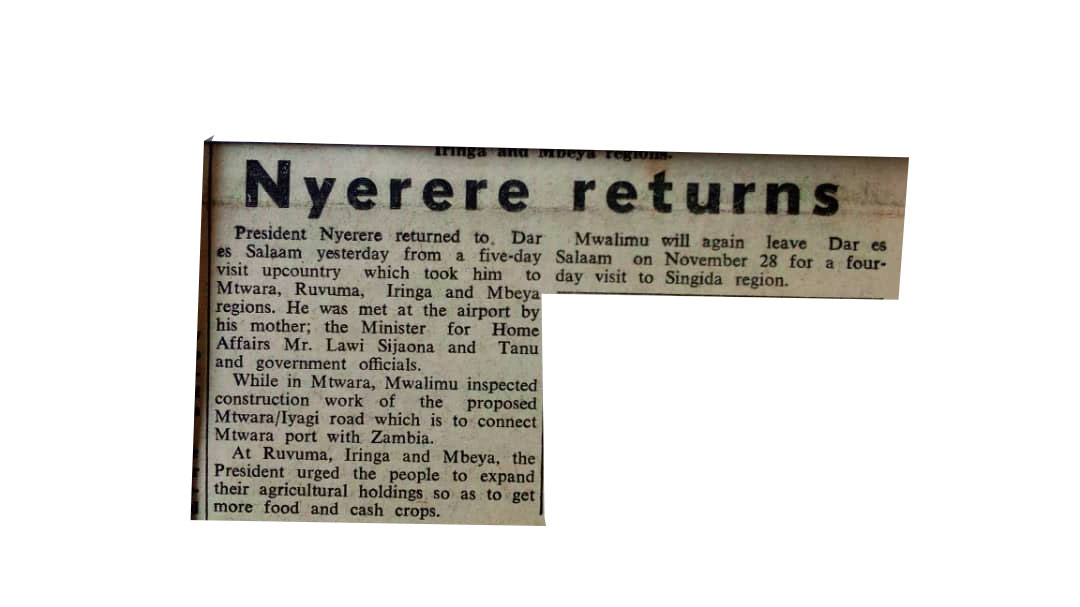 Iringa and Mbeya regions.
Nyerere returns
President Nyerere returned to Dar
es Salaam yesterday from a five-day
visit upcountry which took him to
Mtwara, Ruvuma, Iringa and Mbeya
regions. He was met at the airport by
his mother; the Minister for Home
Affairs Mr. Lawi Sijaona and Tanu
and government officials.
While in Mtwara, Mwalimu inspected
construction work of the proposed
Mtwara/Iyagi road which is to connect
Mtwara port with Zambia.
At Ruvuma, Iringa and Mbeya, the
President urged the people to expand
their agricultural holdings so as to get
more food and cash crops.
Mwalimu will again leave Dar es
Salaam on November 28 for a four-
day visit to Singida region.